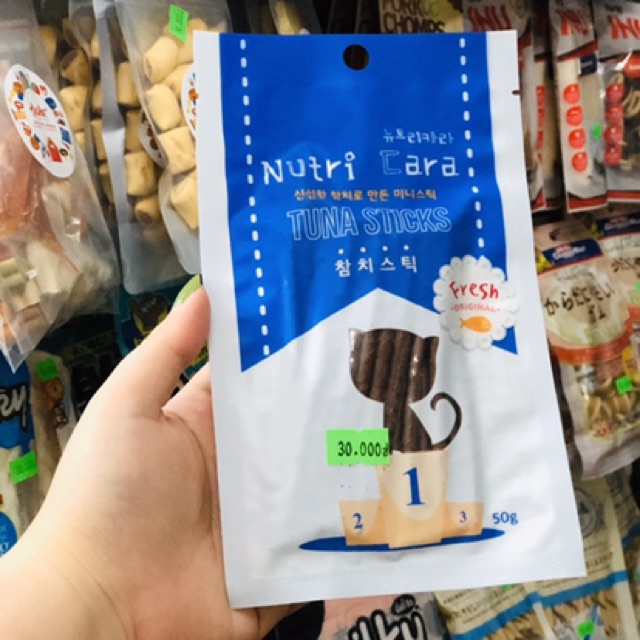 뉴트리카라
Nutri Cara
신선한 참치로 만든 미니스틱
TUNA STICKS
참치스틱
Fresh
ORIGINAL
30.000đ
1
2
3
50g